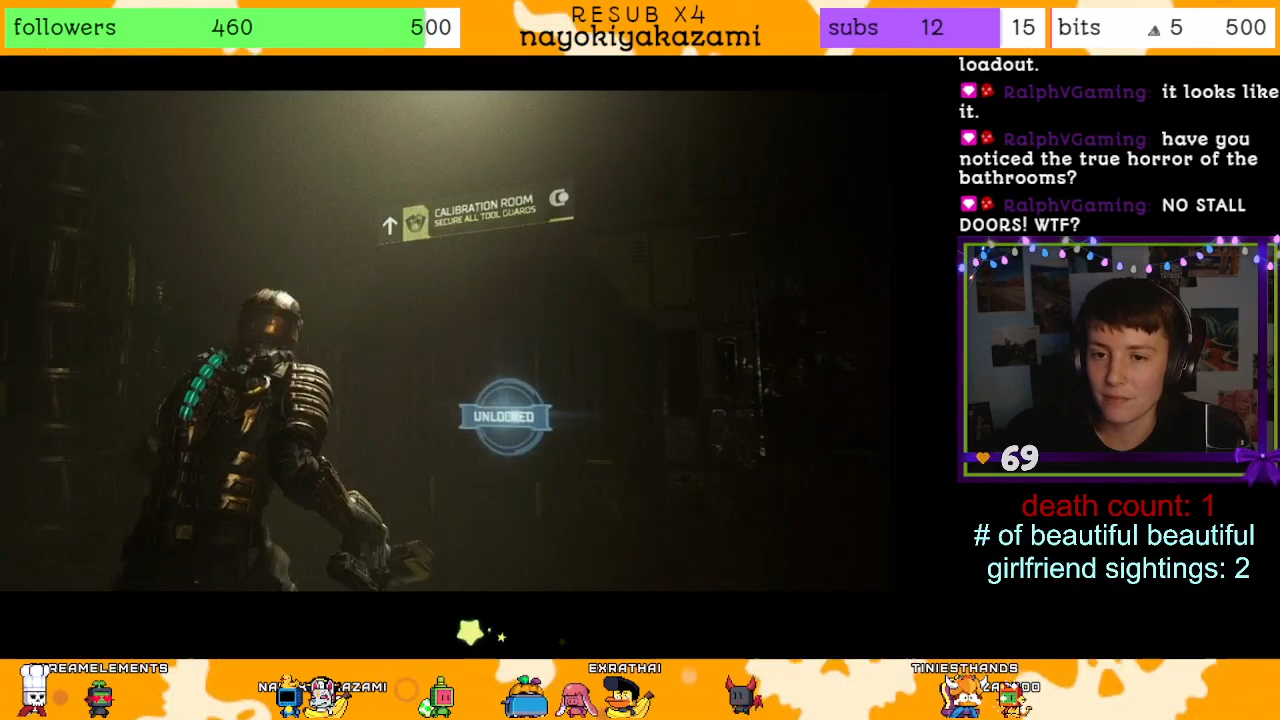 followers 460 500
RESUB X4
nayokiyakazami
subs 12 15
bits 5 500
loadout.
RalphVGaming: it looks like
it.
RalphVGaming: have you
noticed the true horror of the
bathrooms?
RalphVGaming: NO STALL
DOORS! WTF?
CALIBRATION ROOM
SECURE ALL TOOL GUARDS
UNLOCKED
69
death count: 1
# of beautiful beautiful
girlfriend sightings: 2
REAMELEMENTS
EXRATHAI
TINIESTHANDS